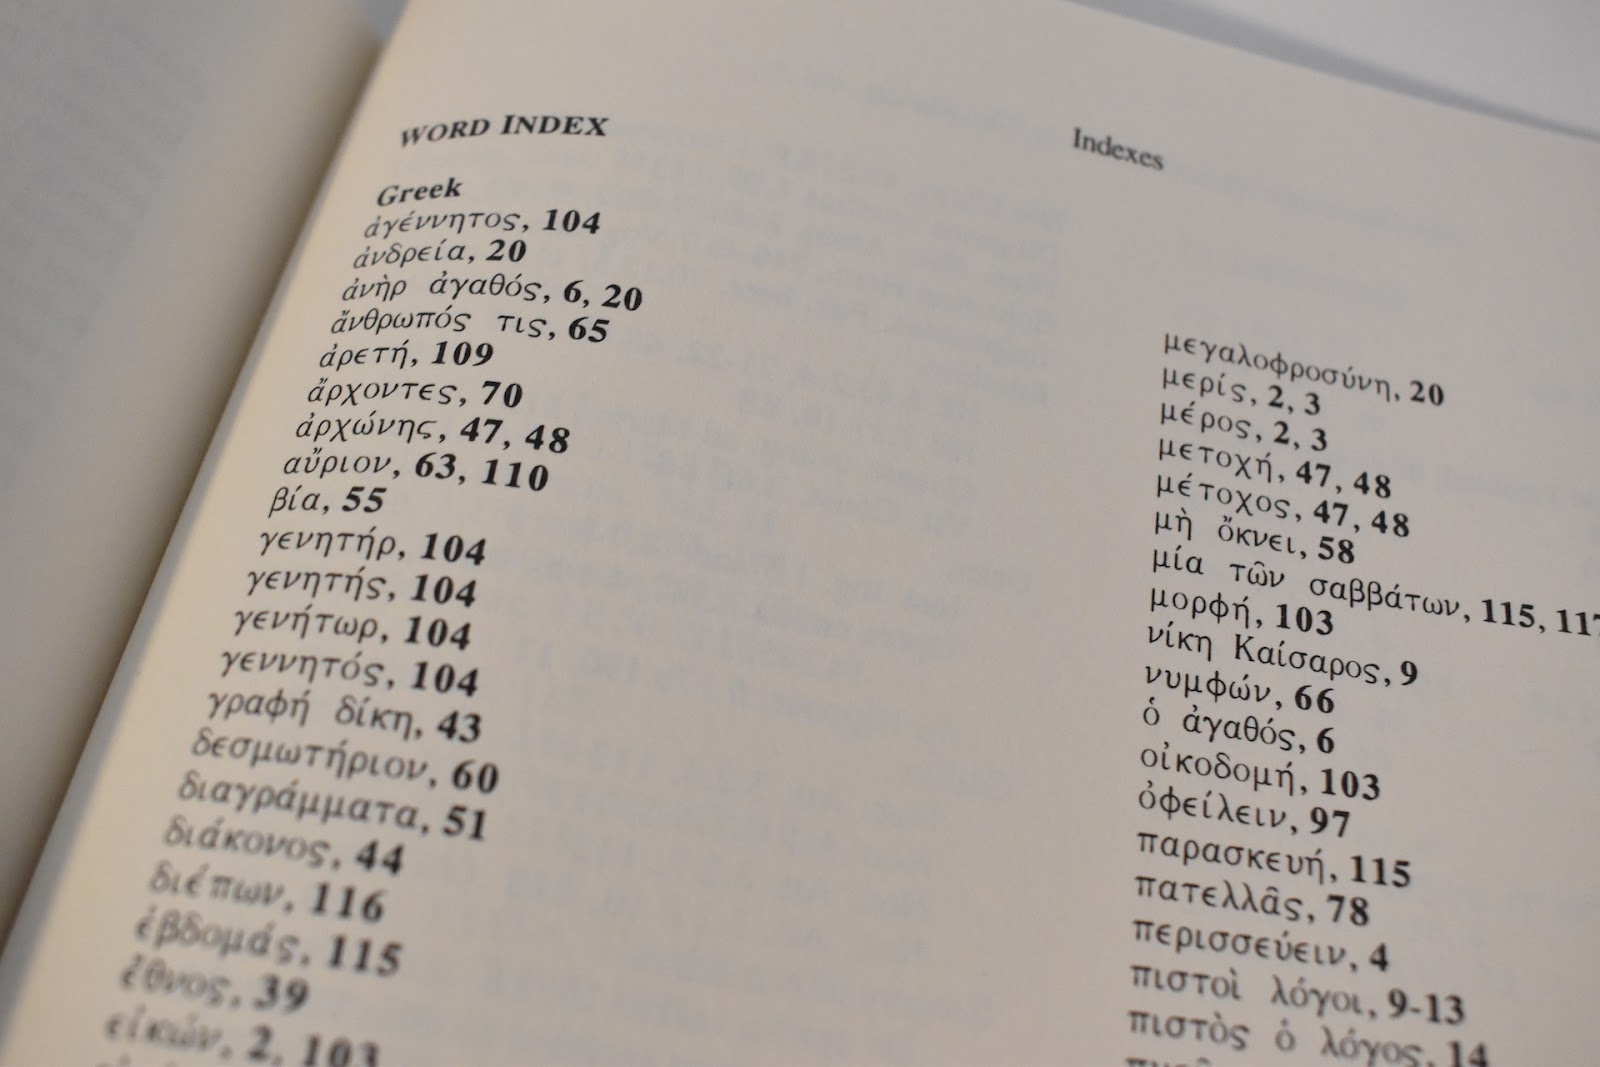 Indexes
WORD INDEX
Greek
ἀγέννητος, 104
ἀνδρεία, 20
ἀνὴρ ἀγαθός, 6, 20
ἄνθρωπός τις, 65
ἀρετή, 109
ἄρχοντες, 70
ἀρχώνης, 47, 48
αὔριον, 63, 110
βία, 55
γενητήρ, 104
γενητής, 104
γενήτωρ, 104
γεννητός, 104
γραφή δίκη, 43
δεσμωτήριον, 60
διαγράμματα, 51
διάκονος, 44
διέπων, 116
ἑβδομάς, 115
ἔθνος, 39
εἰκών, 2, 103
μεγαλοφροσύνη, 20
μερίς, 2, 3
μέρος, 2, 3
μετοχή, 47, 48
μέτοχος, 47, 48
μὴ ὄκνει, 58
μία τῶν σαββάτων, 115, 117
μορφή, 103
νίκη Καίσαρος, 9
νυμφών, 66
ὁ ἀγαθός, 6
οἰκοδομή, 103
ὀφείλειν, 97
παρασκευή, 115
πατελλᾶς, 78
περισσεύειν, 4
πιστοὶ λόγοι, 9-13
πιστὸς ὁ λόγος, 14